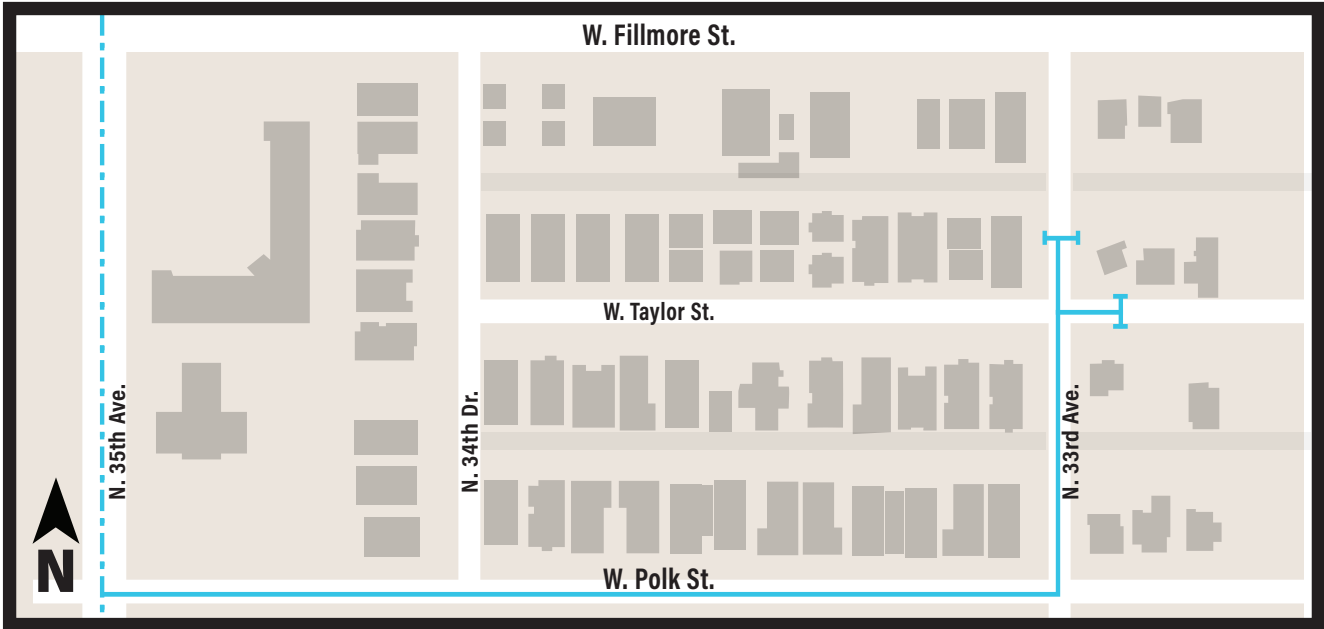 W. Fillmore St.
W. Taylor St.
N. 35th Ave.
N. 34th Dr.
N. 33rd Ave.
N
W. Polk St.